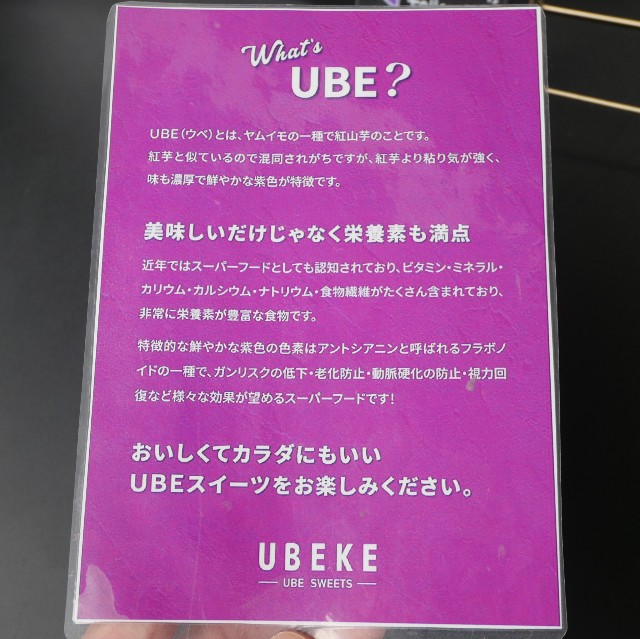 What's
UBE?
UBE(ウベ)とは、ヤムイモの一種で紅山芋のことです。
紅芋と似ているので混同されがちですが、紅芋より粘り気が強く、
味も濃厚で鮮やかな紫色が特徴です。
美味しいだけじゃなく栄養素も満点
近年ではスーパーフードとしても認知されており、ビタミン・ミネラル・
カリウム・カルシウム・ナトリウム・食物繊維がたくさん含まれており、
非常に栄養素が豊富な食物です。
特徴的な鮮やかな紫色の色素はアントシアニンと呼ばれるフラボノ
イドの一種で、ガンリスクの低下・老化防止・動脈硬化の防止・視力回
復など様々な効果が望めるスーパーフードです!
おいしくてカラダにもいい
UBEスイーツをお楽しみください。
UBEKE
UBE SWEETS